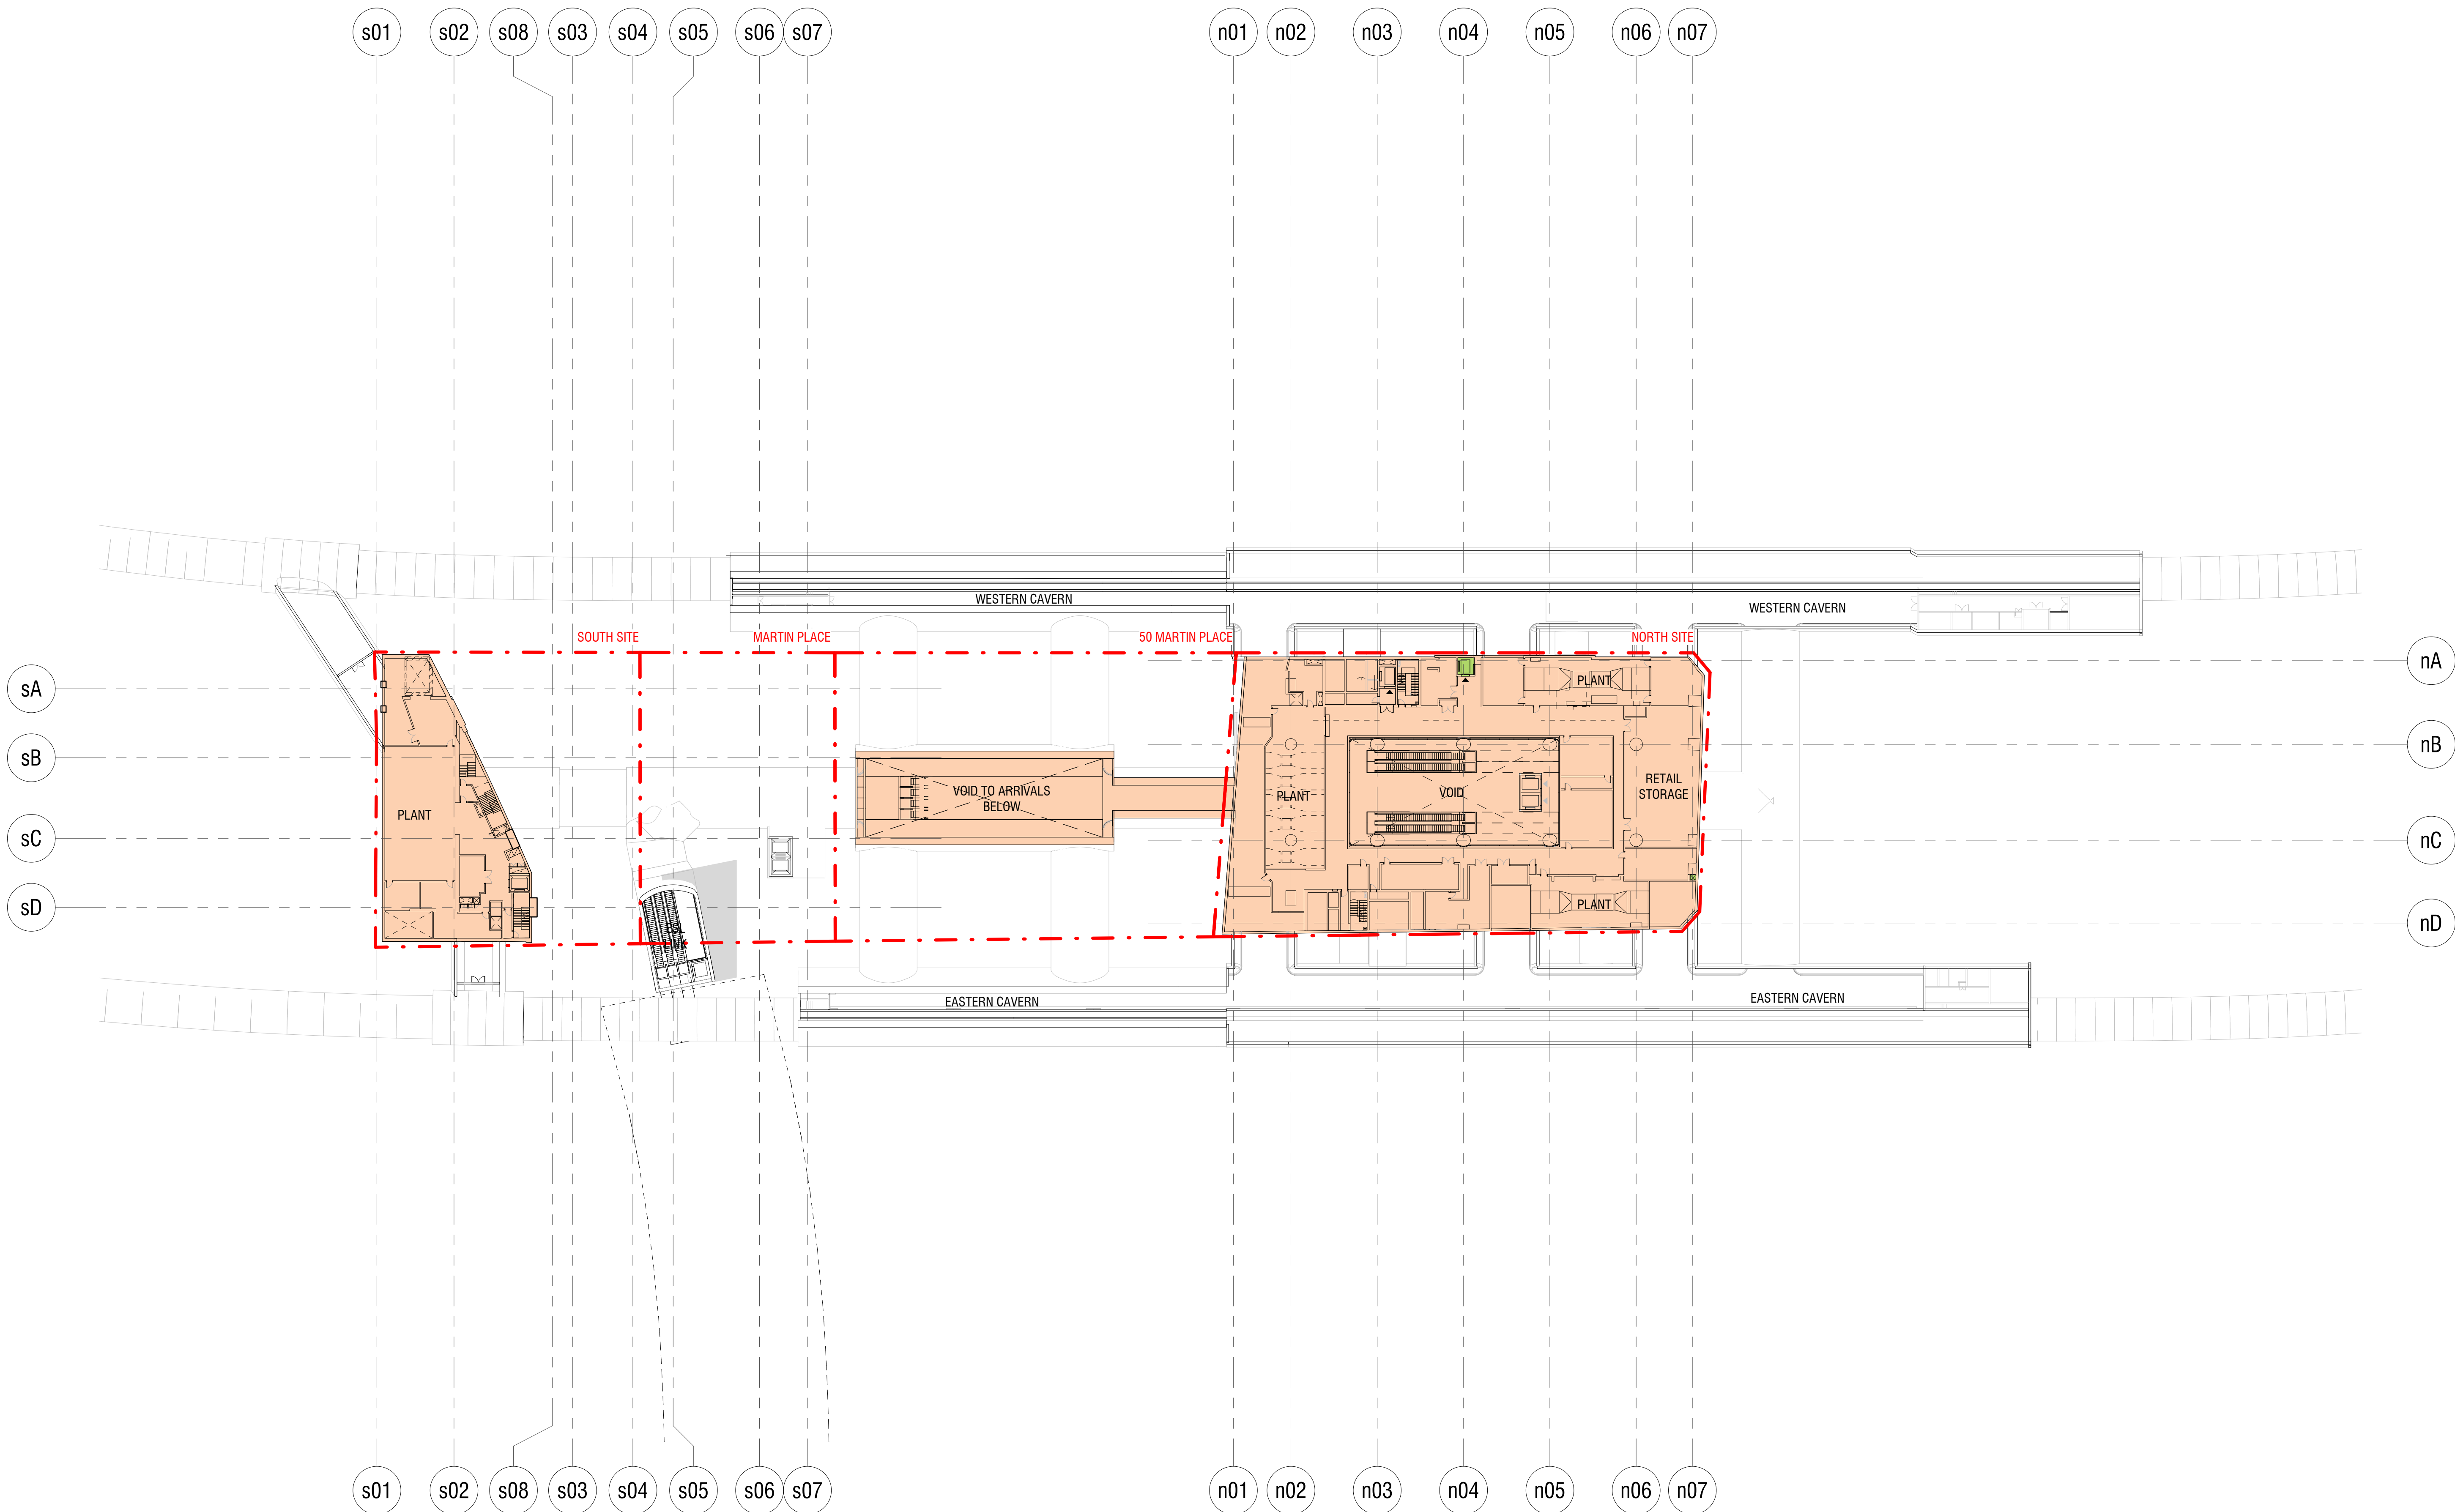 s01 s02 s08 s03 s04 s05 s06 s07 n01 n02 n03 n04 n05 n06 n07
WESTERN CAVERN
WESTERN CAVERN
SOUTH SITE
MARTIN PLACE
50 MARTIN PLACE
NORTH SITE
nA
sA
PLANT
nB
sB
RETAIL
STORAGE
VOID TO ARRIVALS
BELOW
PLANT
VOID
PLANT
sC
nC
sD
PLANT
nD
ESL
LINK
EASTERN CAVERN
EASTERN CAVERN
s01 s02 s08 s03 s04 s05 s06 s07 n01 n02 n03 n04 n05 n06 n07